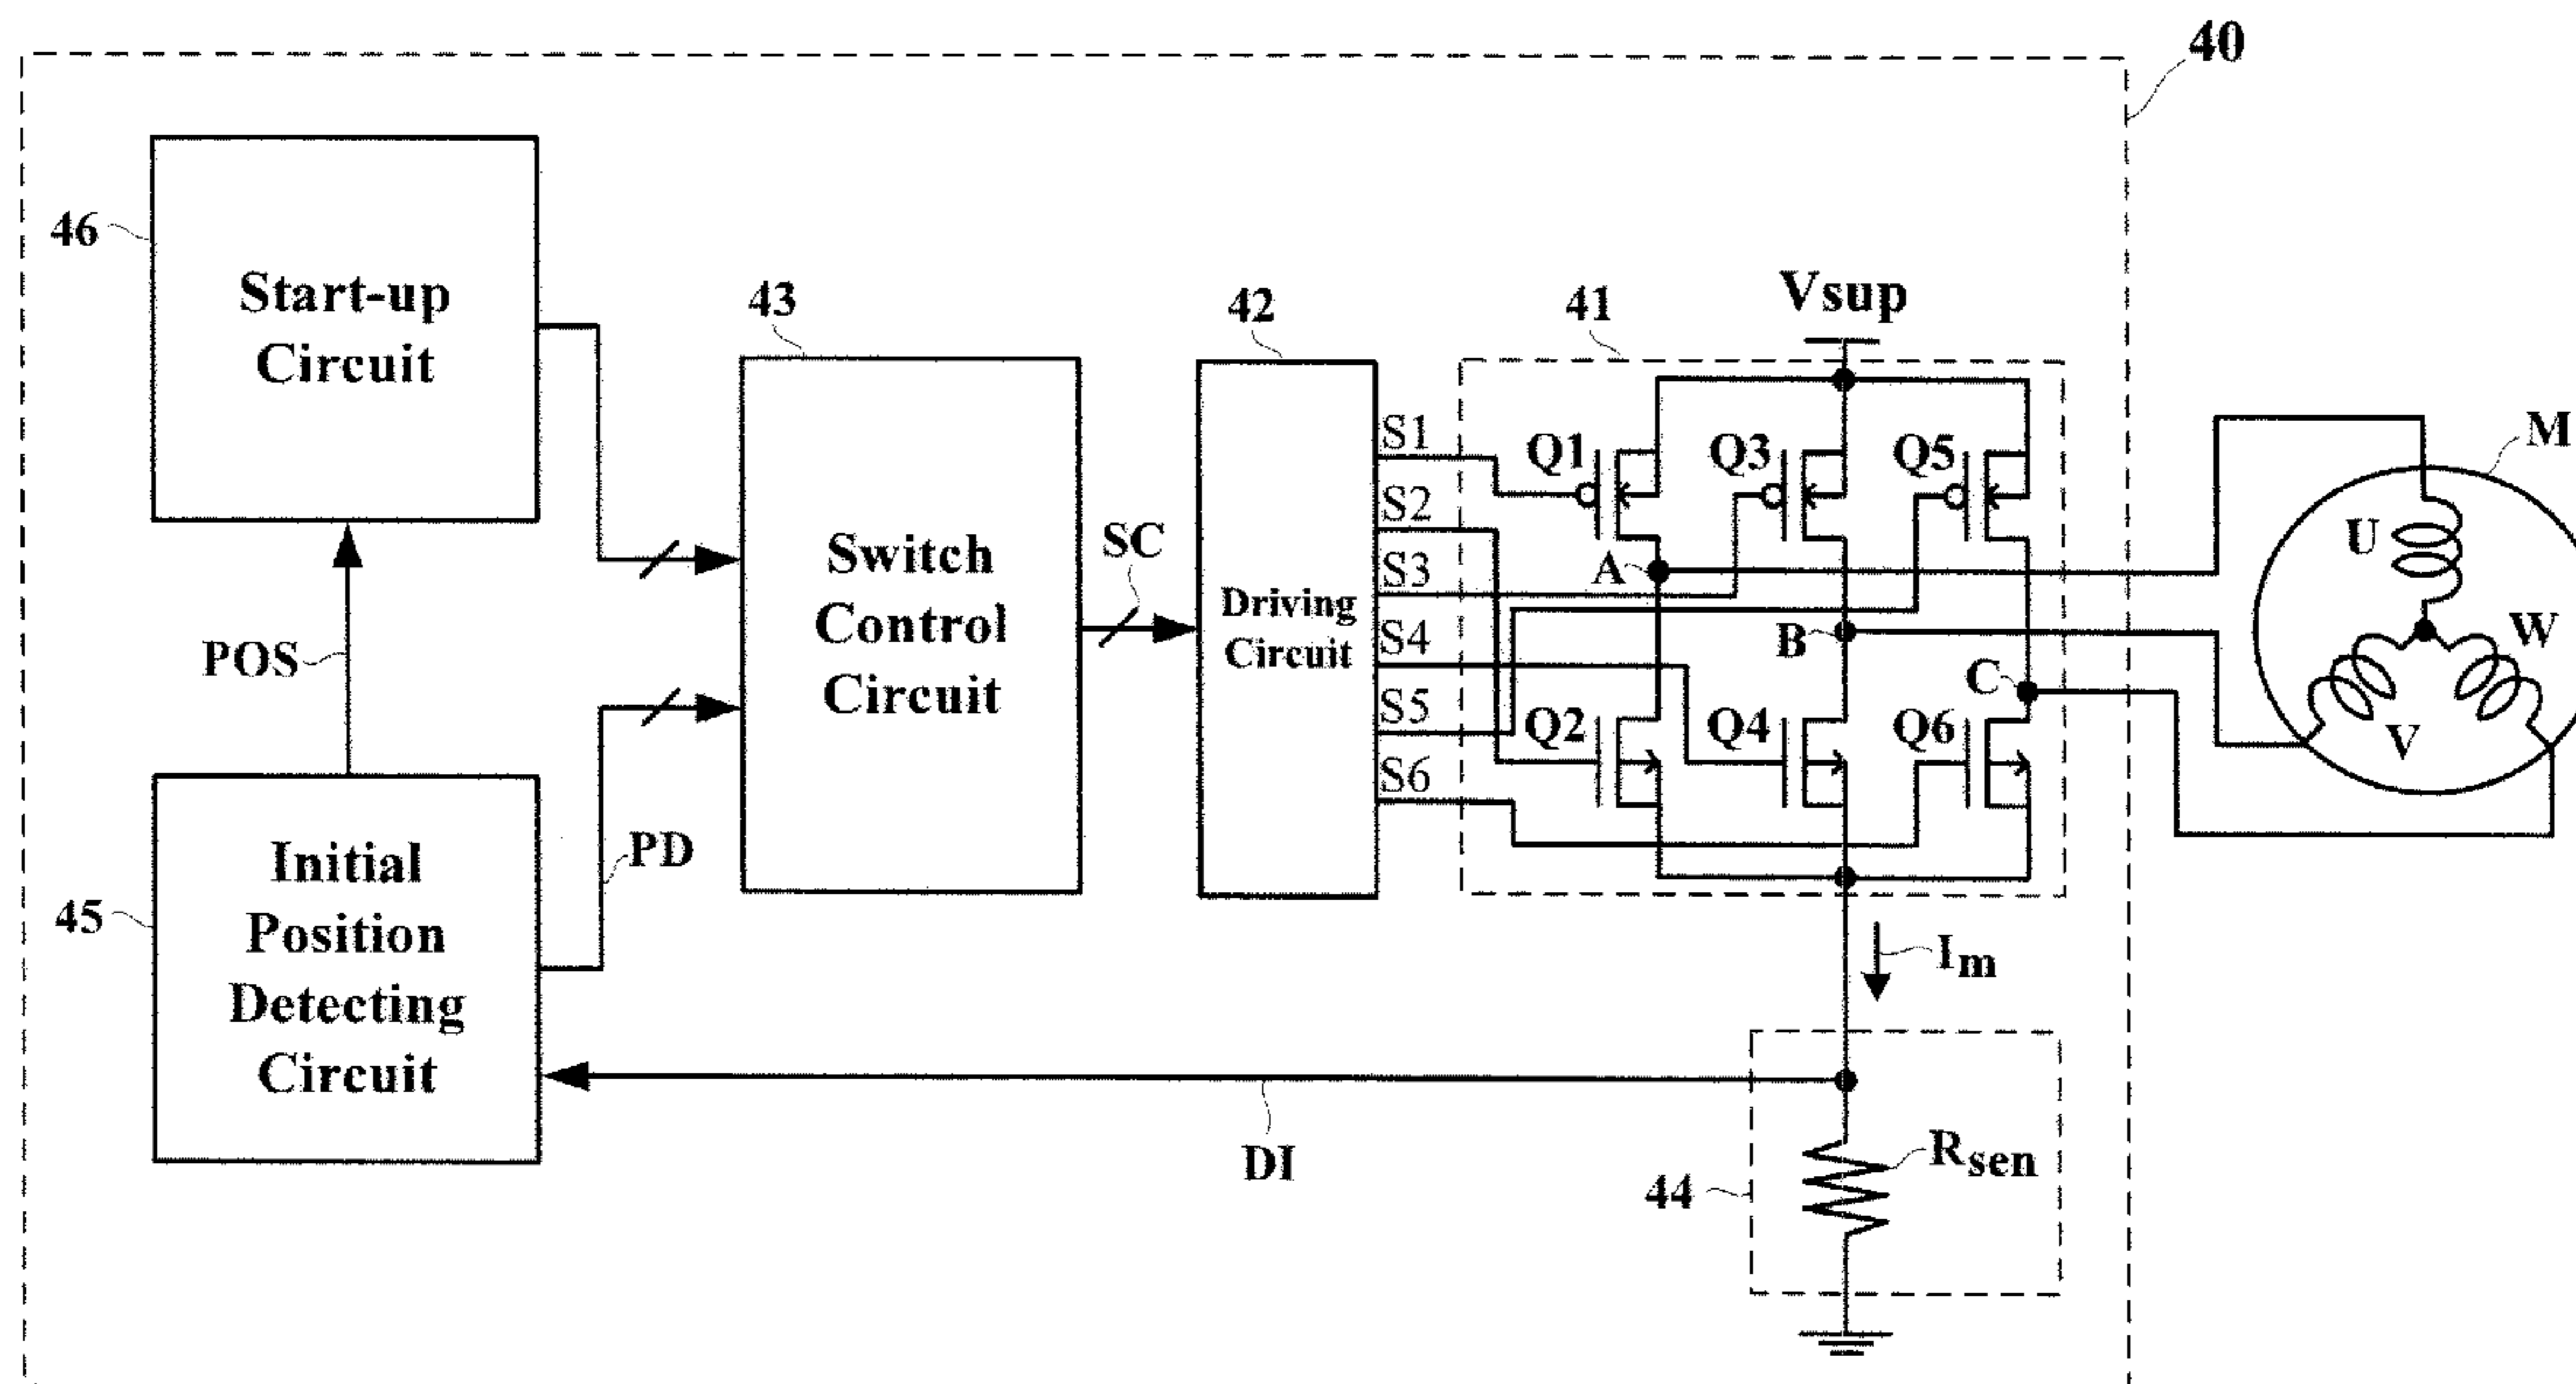 40
46
Start-up
Circuit
43
42
41
Vsup
M
S1
Q1
Q3
Q5
S2
U
SC
Switch
Control
Circuit
S3
A
Driving
Circuit
S4
B
W
POS
C
V
S5
Q2
Q4
Q6
S6
PD
45
Initial
Position
Detecting
Circuit
Im
DI
Rsen
44